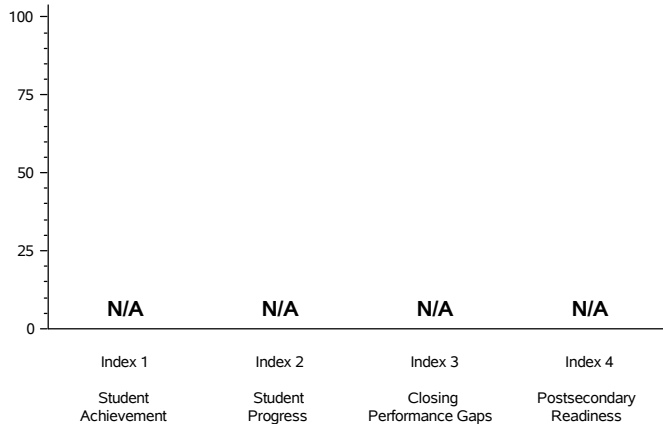 100
75
50
25
0
N/A N/A N/A N/A
Index 1 Index 2 Index 3 Index 4
Student Student Closing Postsecondary
Achievement Progress Performance Gaps Readiness